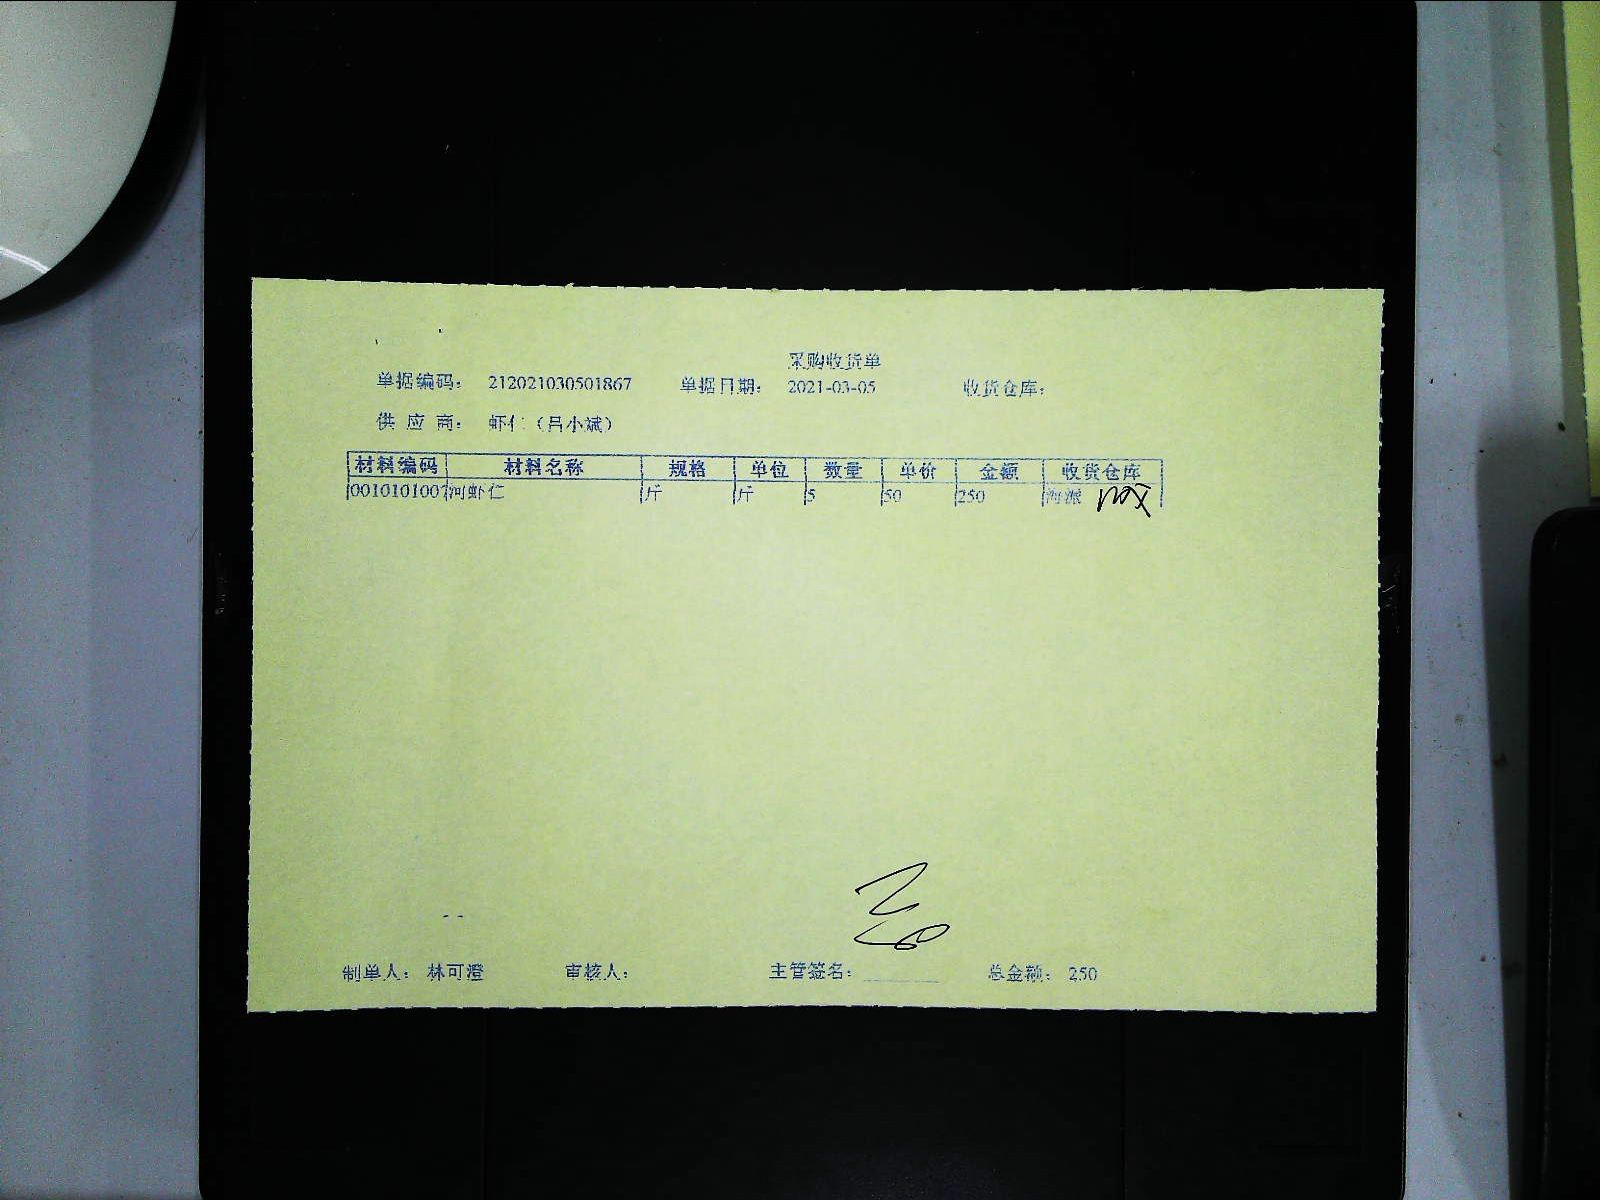 采购收货单
单据编码： 212021030501867 单据日期： 2021-03-05 收货仓库：
供 应 商： 虾仁（吕小斌）
材料编码 材料名称 规格 单位 数量 单价 金额 收货仓库
0010101007 河虾仁 斤 斤 5 50 250 海派
制单人： 林可澄 审核人： 主管签名： 总金额： 250